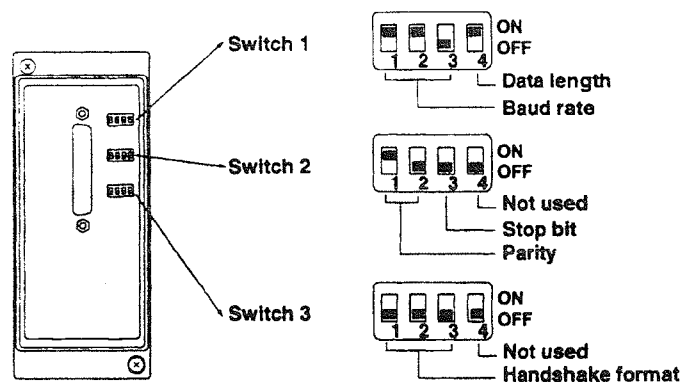 Switch 1
ON
OFF
1 2 3 4
Data length
Baud rate
Switch 2
ON
OFF
1 2 3 4
Not used
Stop bit
Parity
Switch 3
ON
OFF
1 2 3 4
Not used
Handshake format